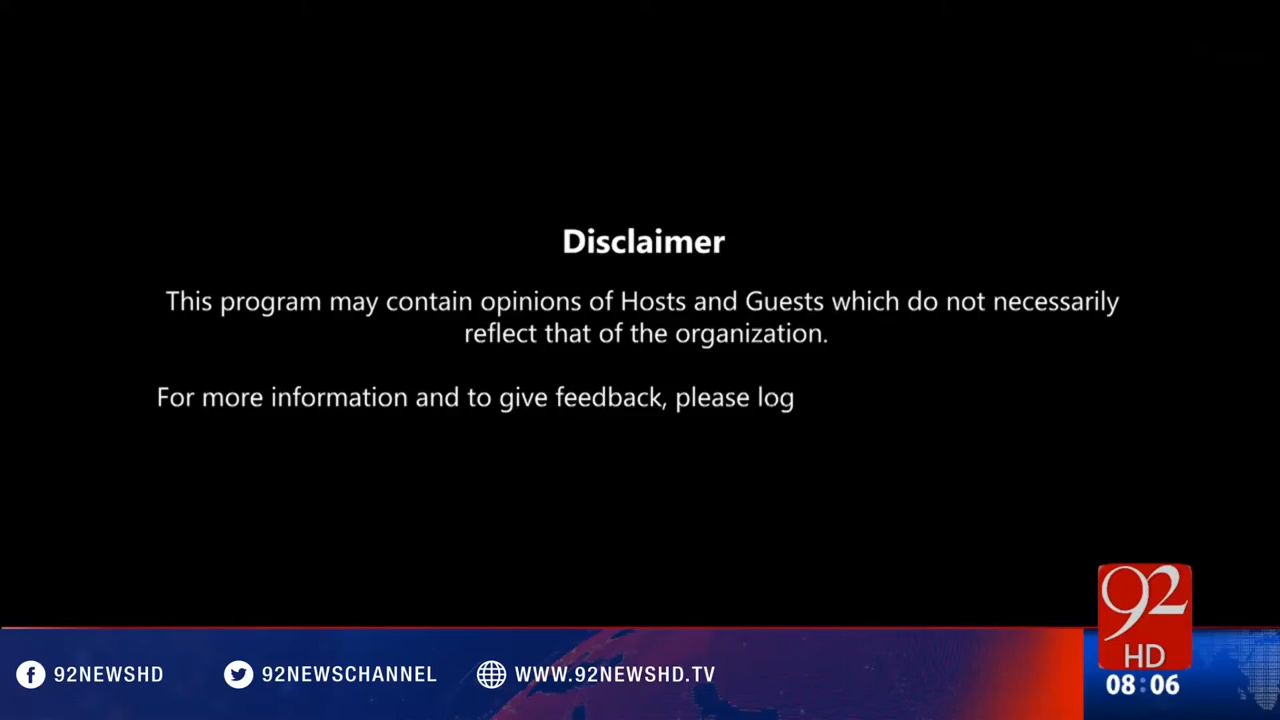 Disclaimer
This program may contain opinions of Hosts and Guests which do not necessarily
reflect that of the organization.
For more information and to give feedback, please log
92
HD
08:06
92NEWSHD
92NEWSCHANNEL
WWW.92NEWSHD.TV